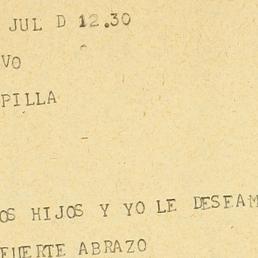 JUL D 12.30
VO
PILLA
OS HIJOS Y YO LE DESEAM
FUERTE ABRAZO